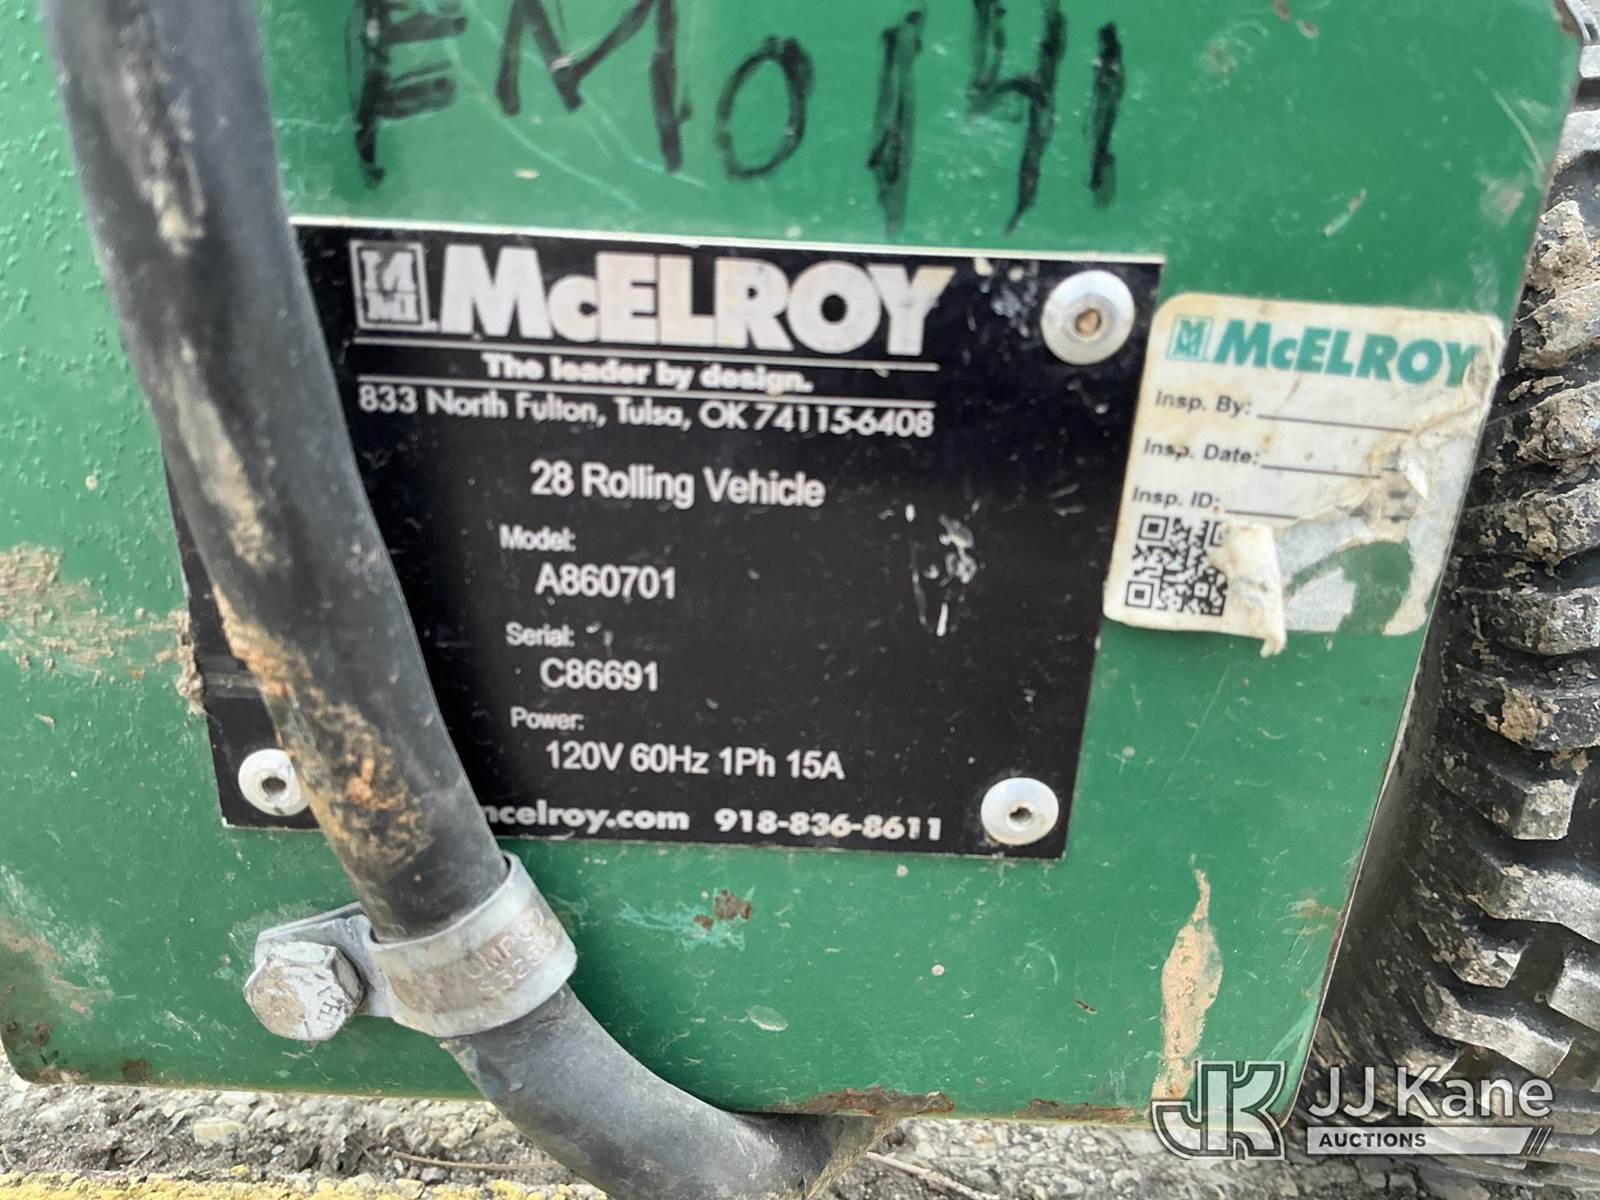 FM0141
McELROY
The leader by design.
833 North Fulton, Tulsa, OK 74115-6408
28 Rolling Vehicle
Model:
A860701
Serial:
C86691
Power:
120V 60Hz 1Ph 15A
mcelroy.com 918-836-8611
McELROY
Insp. By:
Insp. Date:
Insp. ID:
JJ Kane
AUCTIONS